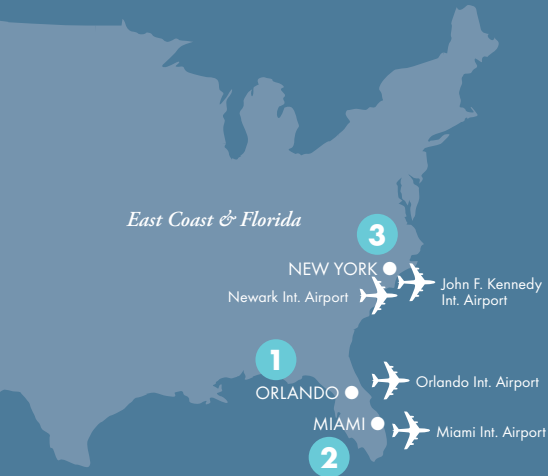 East Coast & Florida
3
NEW YORK
Newark Int. Airport
John F. Kennedy
Int. Airport
1
ORLANDO
Orlando Int. Airport
MIAMI
Miami Int. Airport
2